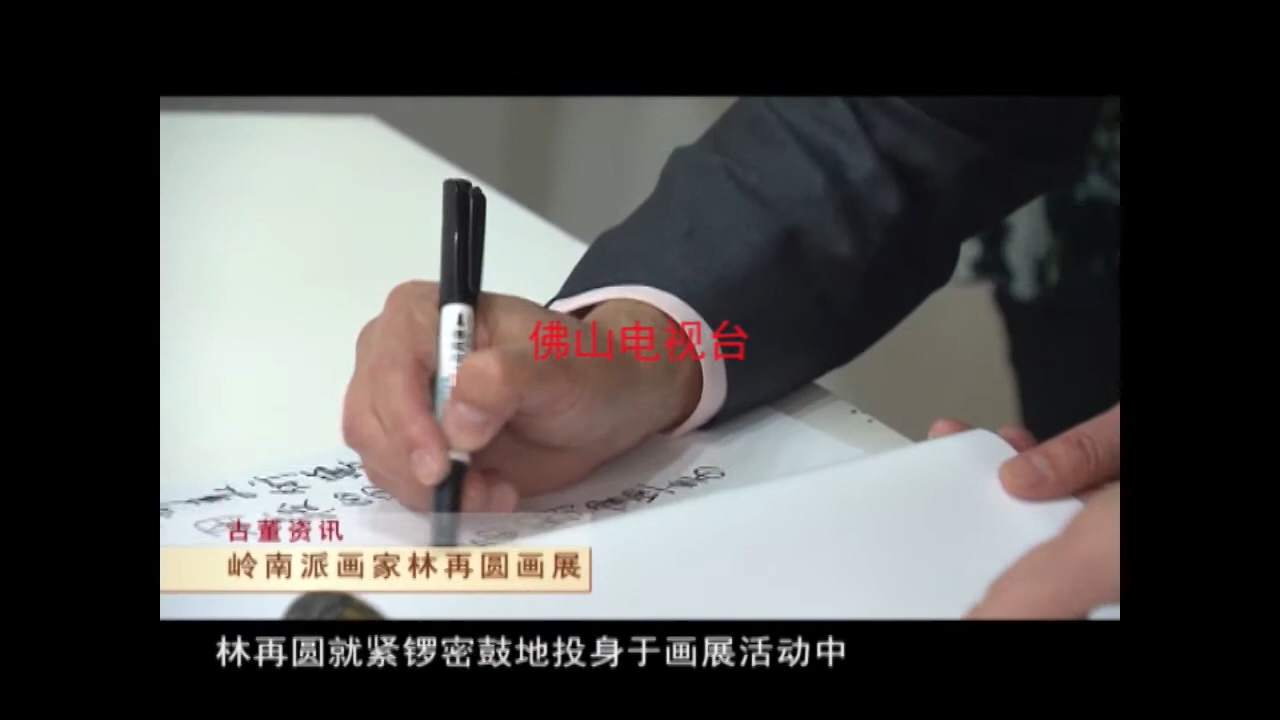 佛山电视台
古董资讯
岭南派画家林再圆画展
林再圆就紧锣密鼓地投身于画展活动中